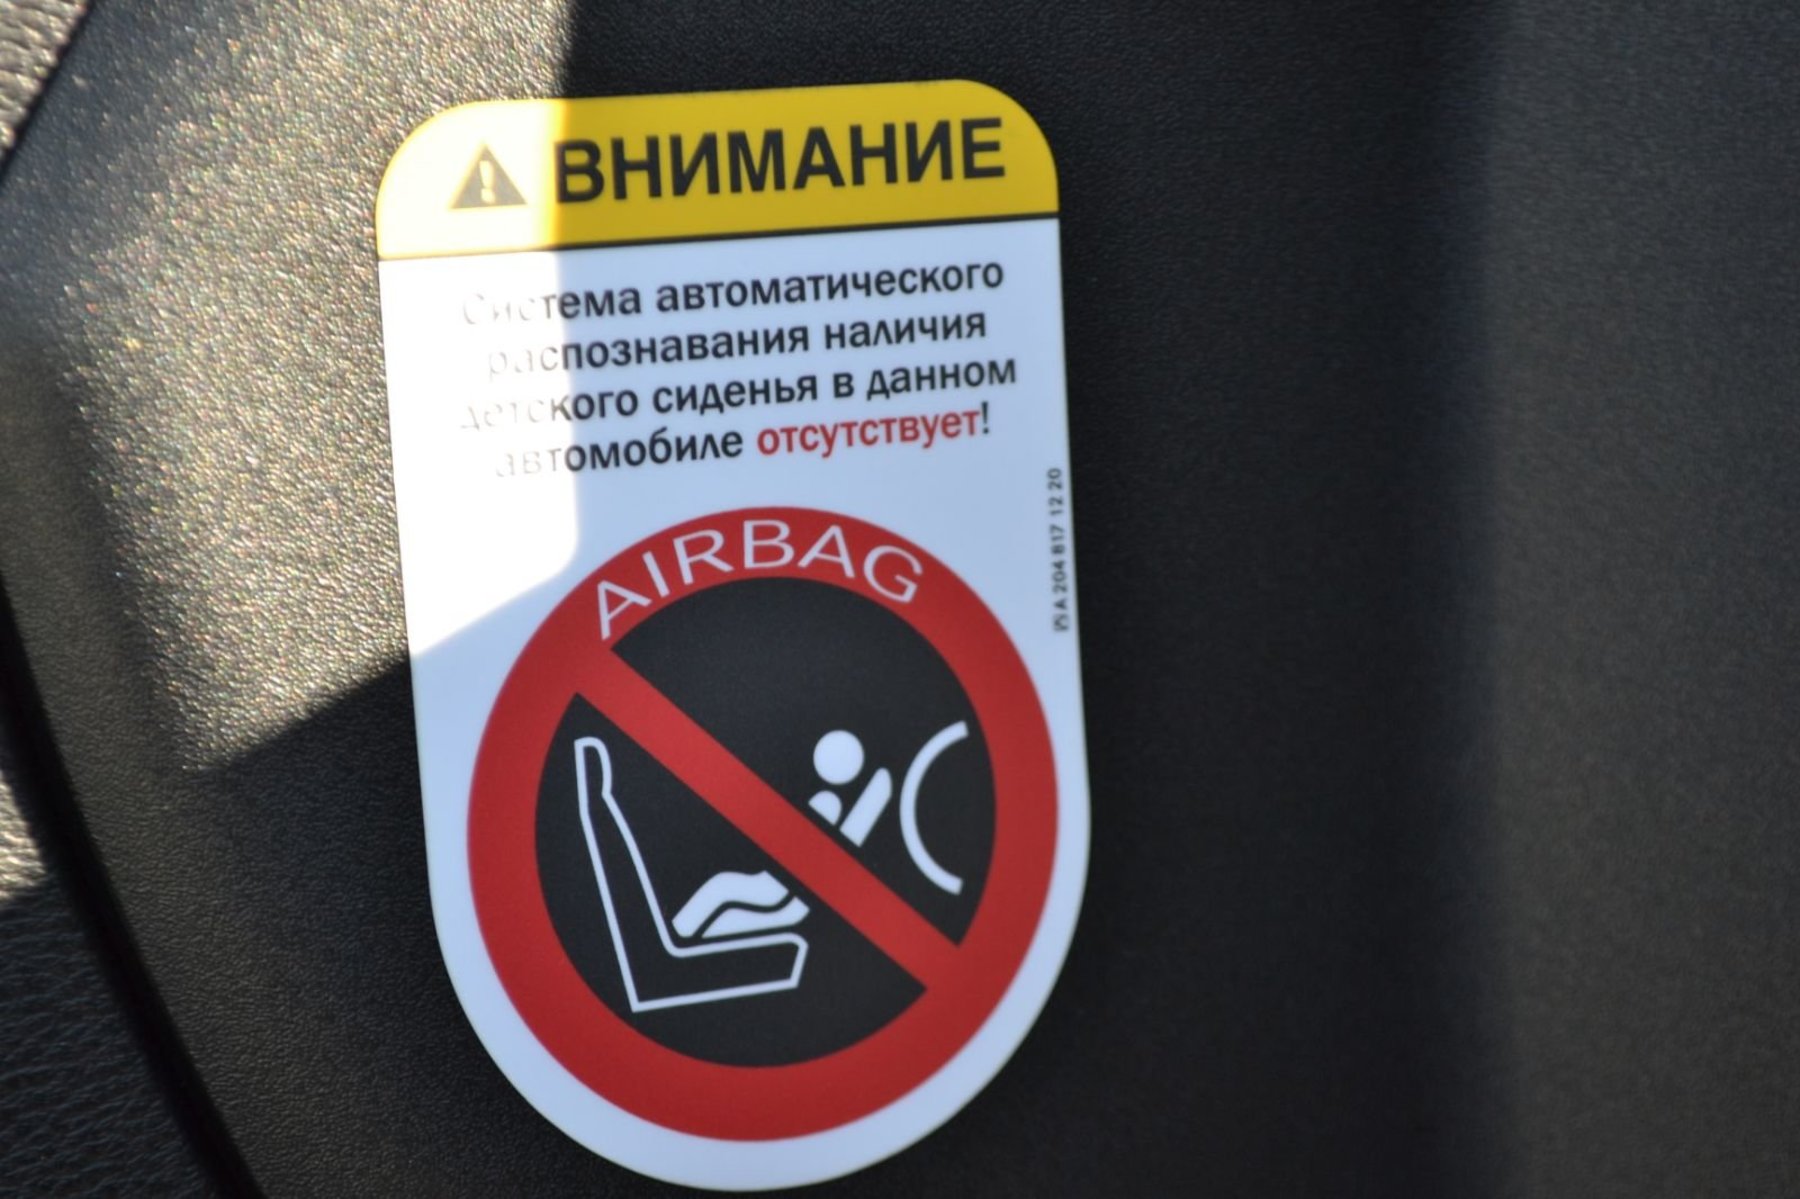 ВНИМАНИЕ
Система автоматического
распознавания наличия
детского сиденья в данном
автомобиле отсутствует!
AIRBAG
A 204 817 12 20